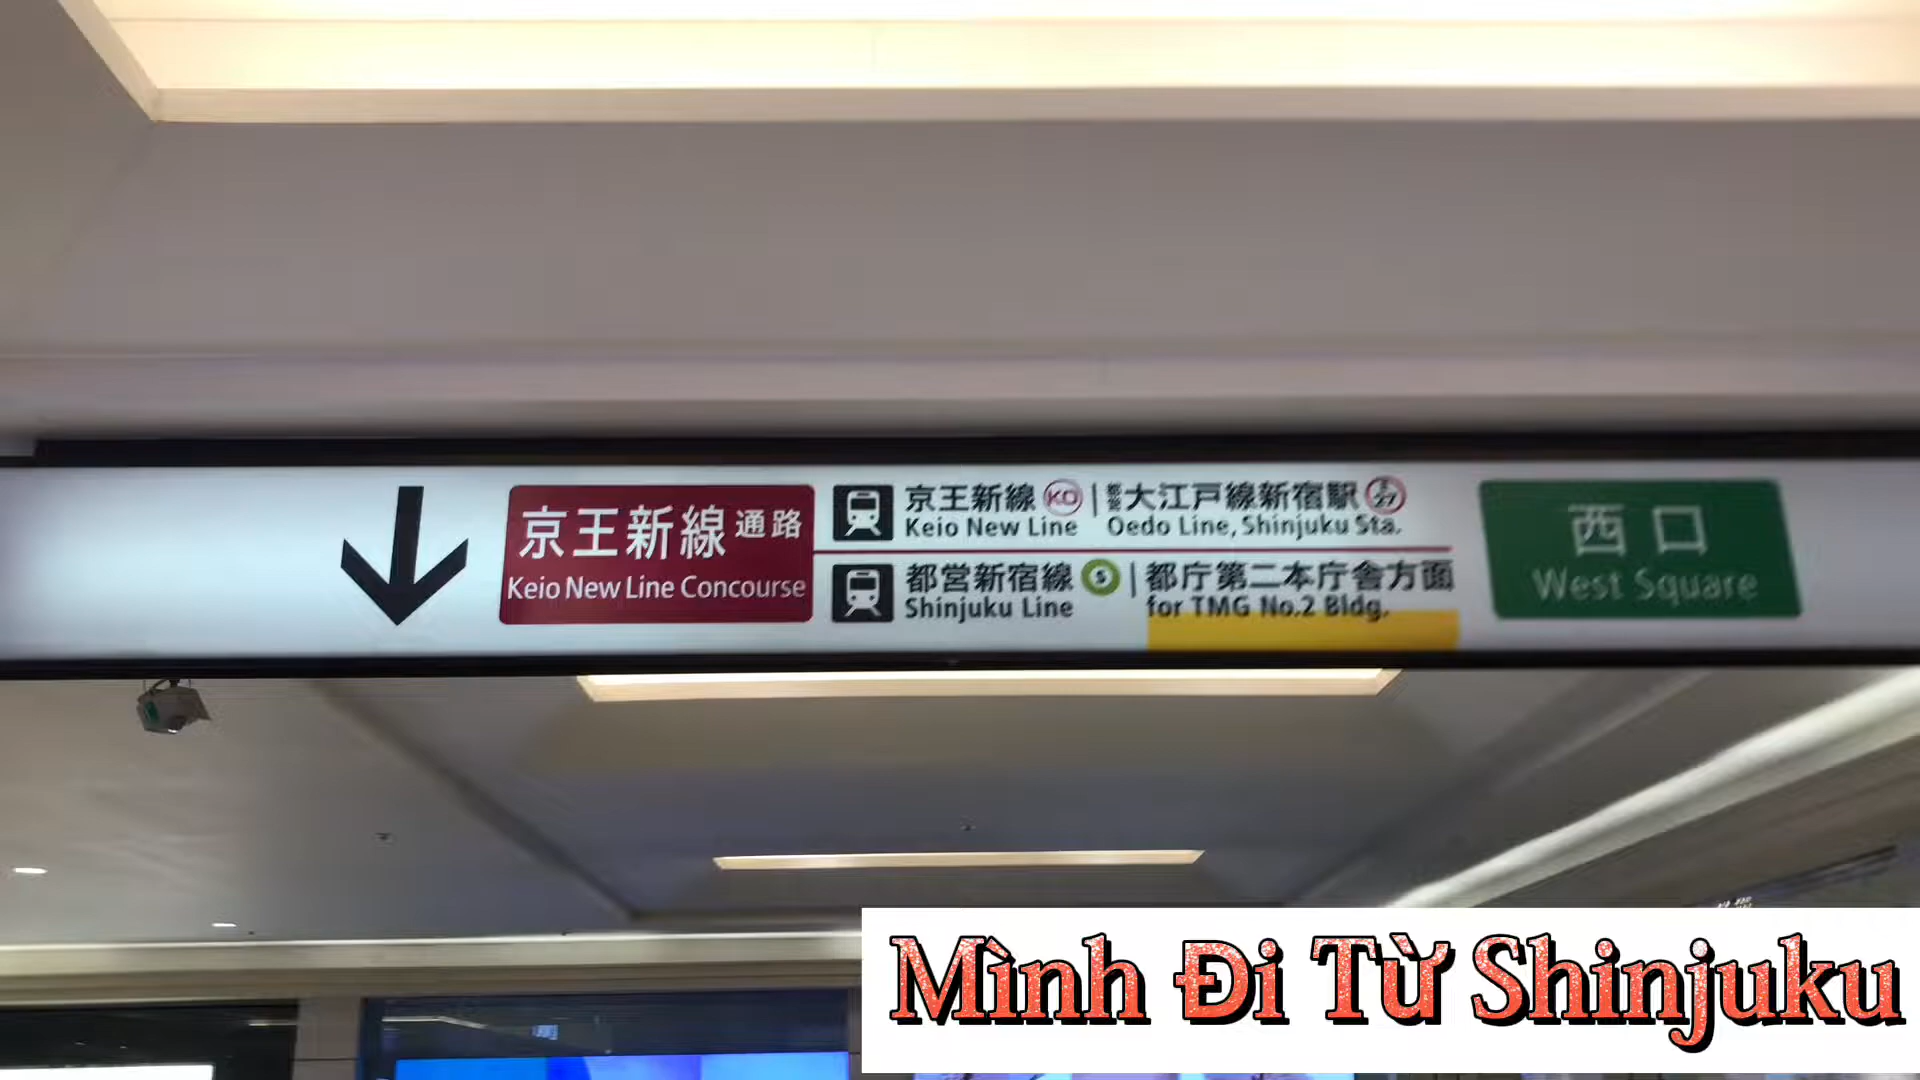 京王新線 通路
Keio New Line Concourse
京王新線 KO | 都営 大江戸線新宿駅 E 27
Keio New Line Oedo Line, Shinjuku Sta.
都営新宿線 S | 都庁第二本庁舎方面
Shinjuku Line for TMG No.2 Bldg.
西口
West Square
Mình Đi Từ Shinjuku